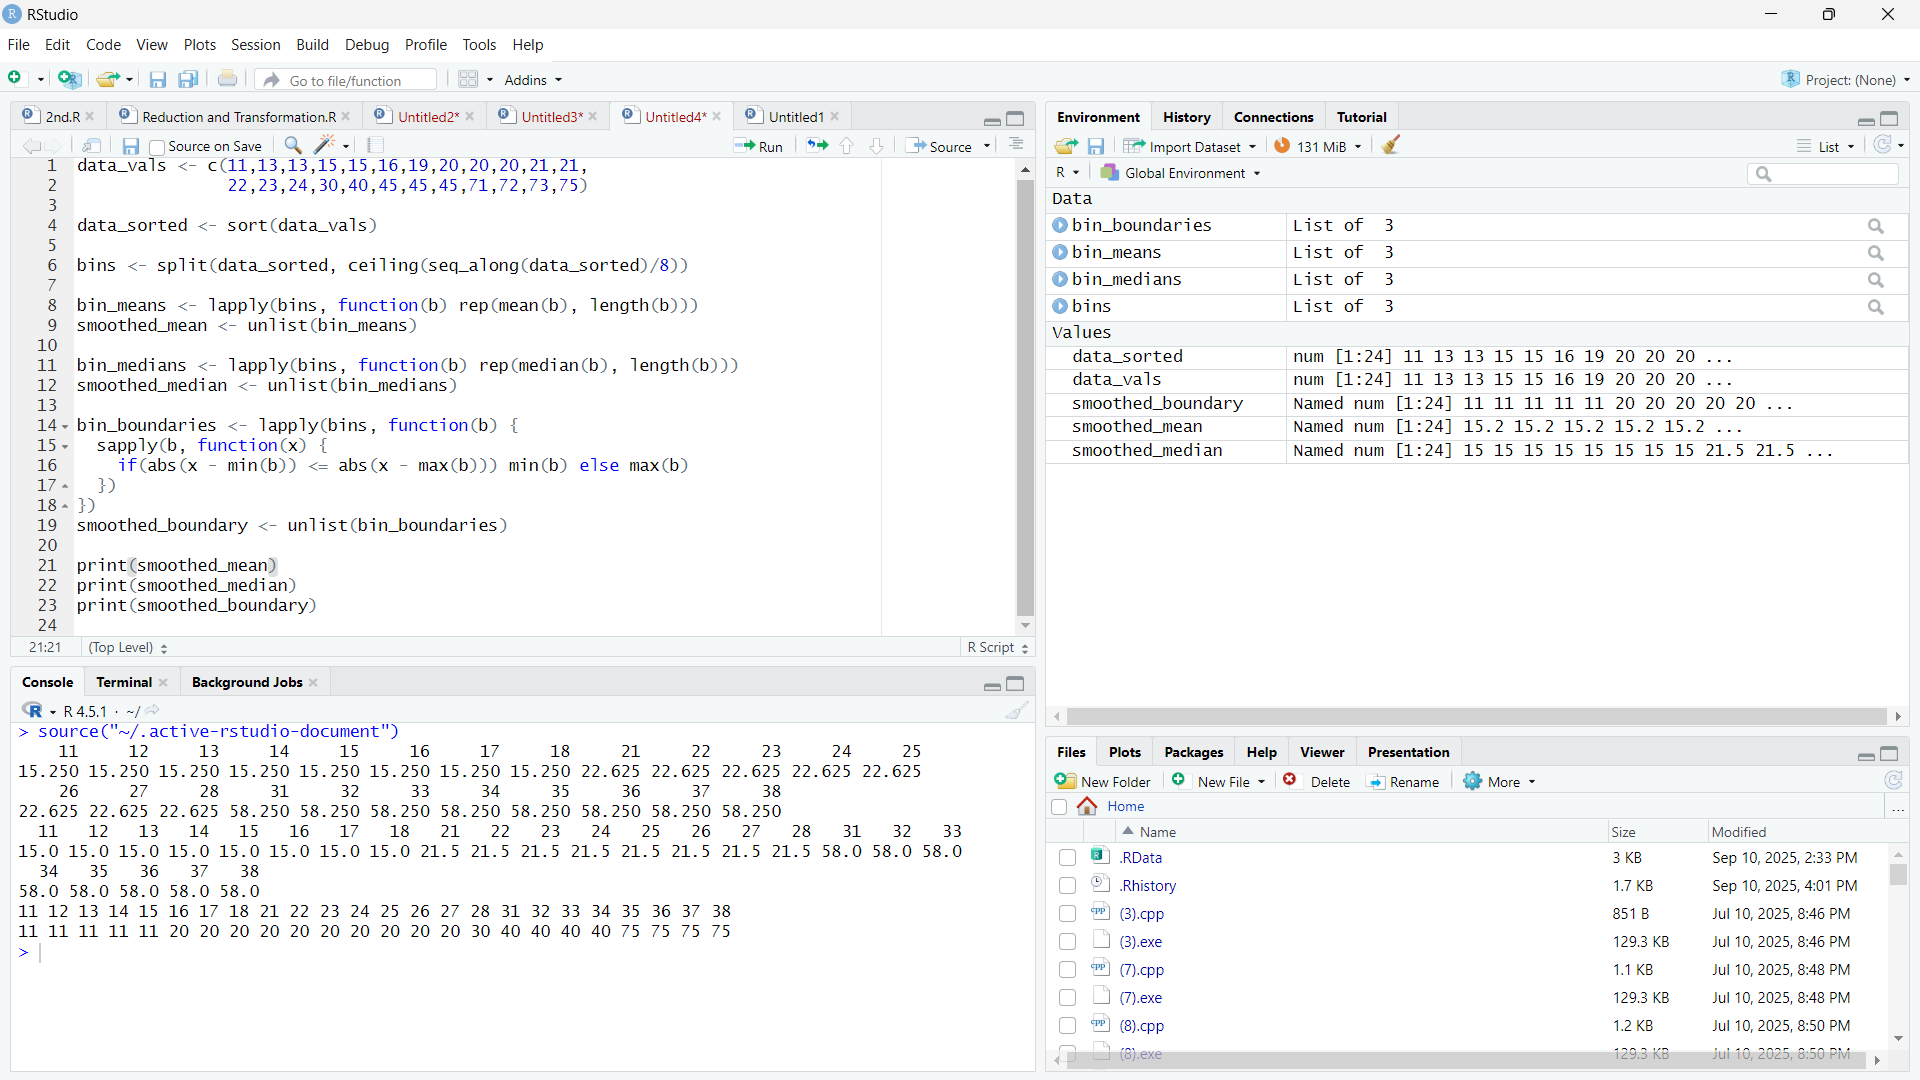 RStudio
File Edit Code View Plots Session Build Debug Profile Tools Help
Go to file/function Addins Project: (None)
2nd.R Reduction and Transformation.R Untitled2* Untitled3* Untitled4* Untitled1
Source on Save Run Source
1 data_vals <- c(11,13,13,15,15,16,19,20,20,20,21,21,
2 22,23,24,30,40,45,45,45,71,72,73,75)
3
4 data_sorted <- sort(data_vals)
5
6 bins <- split(data_sorted, ceiling(seq_along(data_sorted)/8))
7
8 bin_means <- lapply(bins, function(b) rep(mean(b), length(b)))
9 smoothed_mean <- unlist(bin_means)
10
11 bin_medians <- lapply(bins, function(b) rep(median(b), length(b)))
12 smoothed_median <- unlist(bin_medians)
13
14 bin_boundaries <- lapply(bins, function(b) {
15 sapply(b, function(x) {
16 if(abs(x - min(b)) <= abs(x - max(b))) min(b) else max(b)
17 })
18 })
19 smoothed_boundary <- unlist(bin_boundaries)
20
21 print(smoothed_mean)
22 print(smoothed_median)
23 print(smoothed_boundary)
24
21:21 (Top Level) R Script
Console Terminal Background Jobs
R 4.5.1 · ~/
> source("~/.active-rstudio-document")
11 12 13 14 15 16 17 18 21 22 23 24 25
15.250 15.250 15.250 15.250 15.250 15.250 15.250 15.250 22.625 22.625 22.625 22.625 22.625
26 27 28 31 32 33 34 35 36 37 38
22.625 22.625 22.625 58.250 58.250 58.250 58.250 58.250 58.250 58.250 58.250
11 12 13 14 15 16 17 18 21 22 23 24 25 26 27 28 31 32 33
15.0 15.0 15.0 15.0 15.0 15.0 15.0 15.0 21.5 21.5 21.5 21.5 21.5 21.5 21.5 21.5 58.0 58.0 58.0
34 35 36 37 38
58.0 58.0 58.0 58.0 58.0
11 12 13 14 15 16 17 18 21 22 23 24 25 26 27 28 31 32 33 34 35 36 37 38
11 11 11 11 11 20 20 20 20 20 20 20 20 20 20 30 40 40 40 40 75 75 75 75
>
Environment History Connections Tutorial
Import Dataset 131 MiB List
R Global Environment
Data
bin_boundaries List of 3
bin_means List of 3
bin_medians List of 3
bins List of 3
Values
data_sorted num [1:24] 11 13 13 15 15 16 19 20 20 20 ...
data_vals num [1:24] 11 13 13 15 15 16 19 20 20 20 ...
smoothed_boundary Named num [1:24] 11 11 11 11 11 20 20 20 20 20 ...
smoothed_mean Named num [1:24] 15.2 15.2 15.2 15.2 15.2 ...
smoothed_median Named num [1:24] 15 15 15 15 15 15 15 15 21.5 21.5 ...
Files Plots Packages Help Viewer Presentation
New Folder New File Delete Rename More
Home ...
Name Size Modified
.RData 3 KB Sep 10, 2025, 2:33 PM
.Rhistory 1.7 KB Sep 10, 2025, 4:01 PM
(3).cpp 851 B Jul 10, 2025, 8:46 PM
(3).exe 129.3 KB Jul 10, 2025, 8:46 PM
(7).cpp 1.1 KB Jul 10, 2025, 8:48 PM
(7).exe 129.3 KB Jul 10, 2025, 8:48 PM
(8).cpp 1.2 KB Jul 10, 2025, 8:50 PM
(8).exe 129.3 KB Jul 10, 2025, 8:50 PM